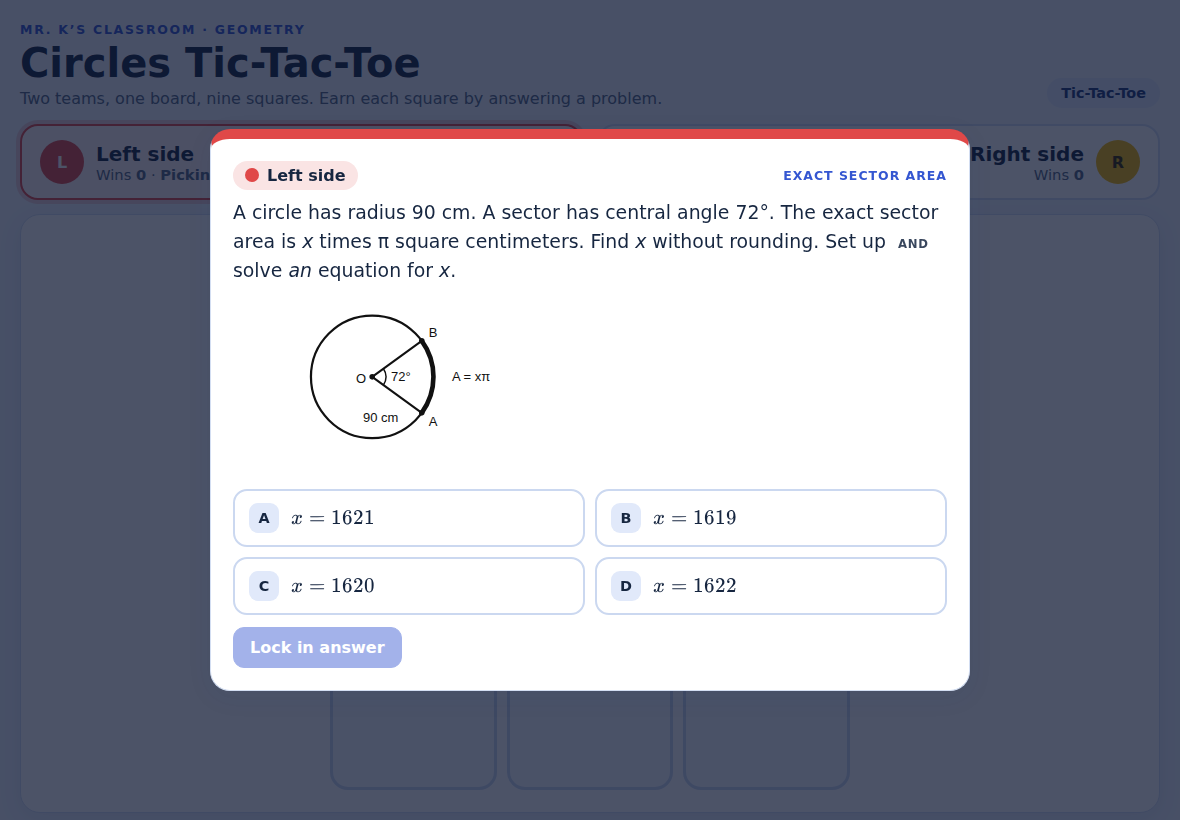 MR. K’S CLASSROOM · GEOMETRY
Circles Tic-Tac-Toe
Two teams, one board, nine squares. Earn each square by answering a problem.
Tic-Tac-Toe
L
Left side
Wins 0 · Pickin
Right side
Wins 0
R
Left side
EXACT SECTOR AREA
A circle has radius 90 cm. A sector has central angle 72°. The exact sector
area is x times π square centimeters. Find x without rounding. Set up AND
solve an equation for x.
B
O
72°
A = xπ
90 cm
A
A x = 1621
B x = 1619
C x = 1620
D x = 1622
Lock in answer